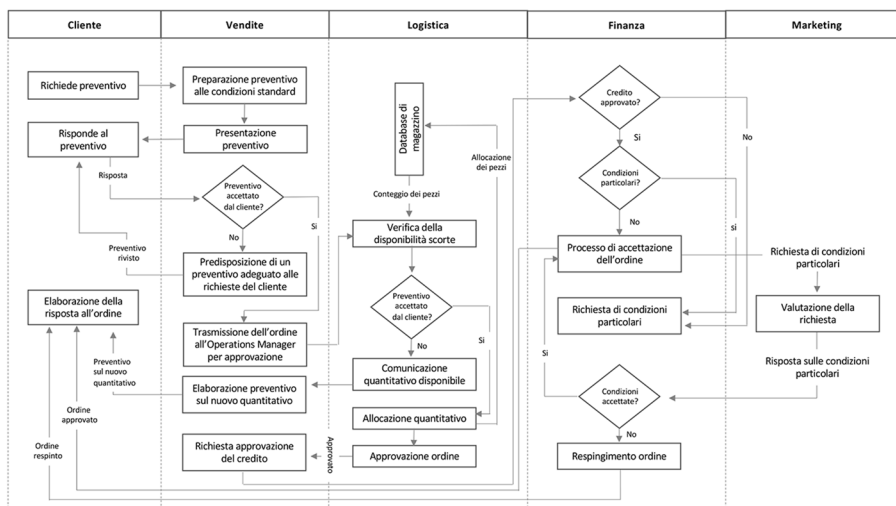 Cliente
Vendite
Logistica
Finanza
Marketing
Richiede preventivo
Preparazione preventivo
alle condizioni standard
Presentazione
preventivo
Risponde al
preventivo
Risposta
Preventivo
accettato
dal cliente?
No
Si
Preventivo
rivisto
Predisposizione di un
preventivo adeguato alle
richieste del cliente
Elaborazione della
risposta all'ordine
Trasmissione dell'ordine
all'Operations Manager
per approvazione
Preventivo
sul nuovo
quantitativo
Elaborazione preventivo
sul nuovo quantitativo
Ordine
approvato
Ordine
respinto
Richiesta approvazione
del credito
Approvato
Database di
magazzino
Allocazione
dei pezzi
Conteggio dei pezzi
Verifica della
disponibilità scorte
Preventivo
accettato
dal cliente?
Si
No
Comunicazione
quantitativo disponibile
Allocazione quantitativo
Approvazione ordine
Credito
approvato?
Si
No
Condizioni
particolari?
No
si
Processo di accettazione
dell'ordine
Richiesta di condizioni
particolari
Si
Condizioni
accettate?
No
Respingimento ordine
Richiesta di condizioni
particolari
Valutazione della
richiesta
Risposta sulle condizioni
particolari